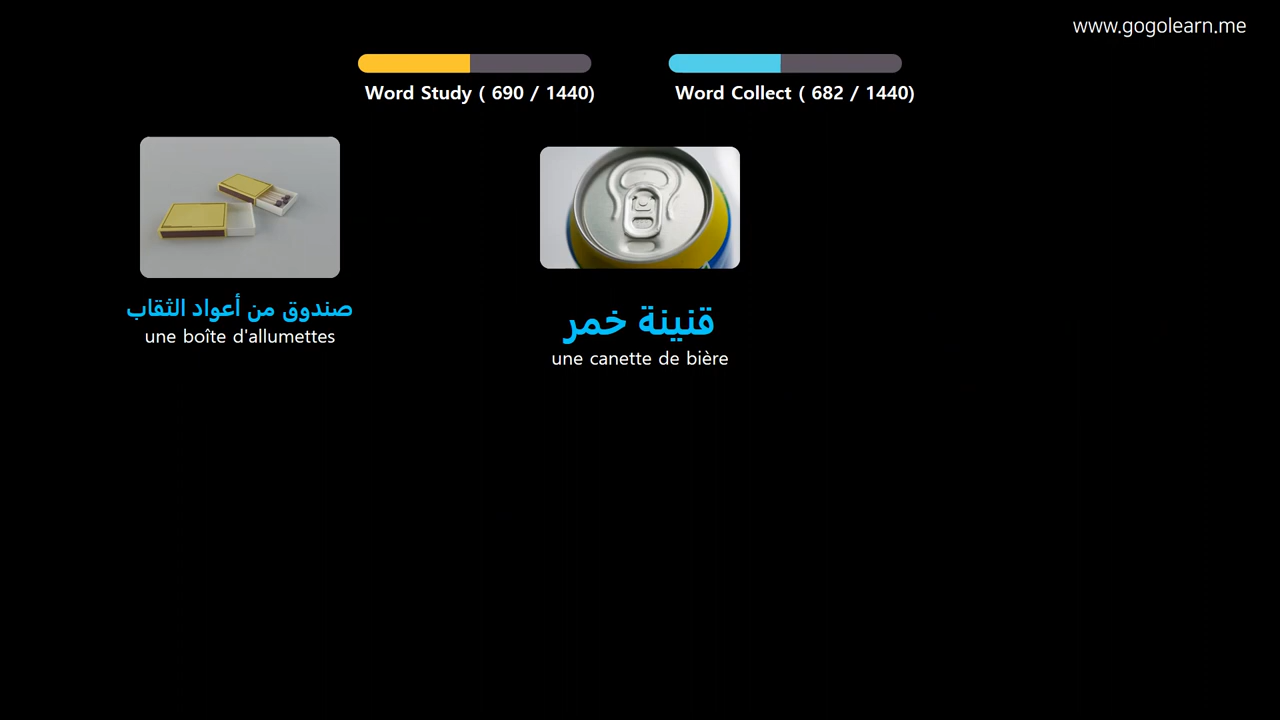 www.gogolearn.me
Word Study ( 690 / 1440)
Word Collect ( 682 / 1440)
صندوق من أعواد الثقاب
une boîte d'allumettes
قنينة خمر
une canette de bière